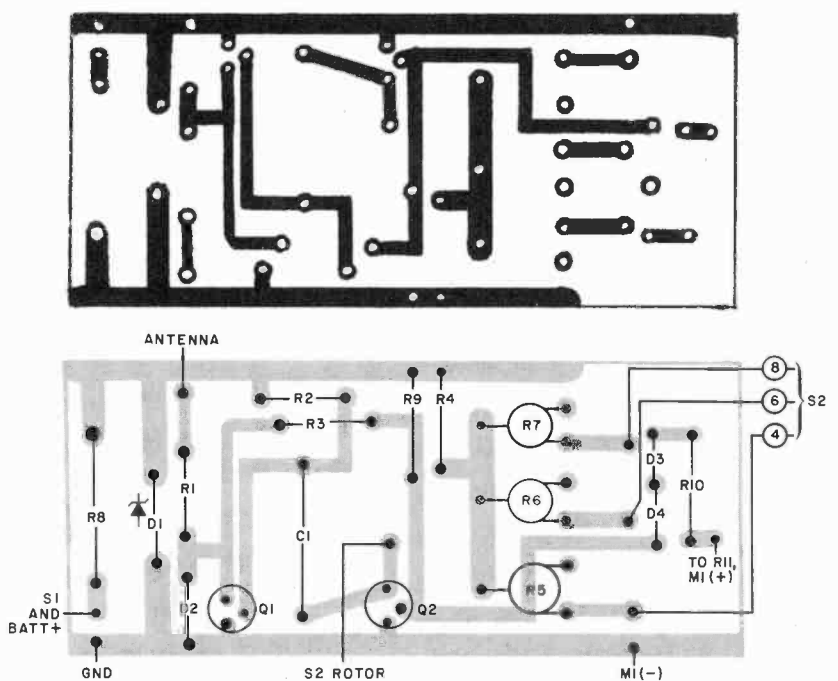 ANTENNA
8
6
S2
4
R2
R3
R9
R4
R7
R6
R5
D3
D4
R10
R8
D1
R1
C1
D2
Q1
Q2
TO R11,
M1(+)
S1
AND
BATT+
GND
S2 ROTOR
M1(-)